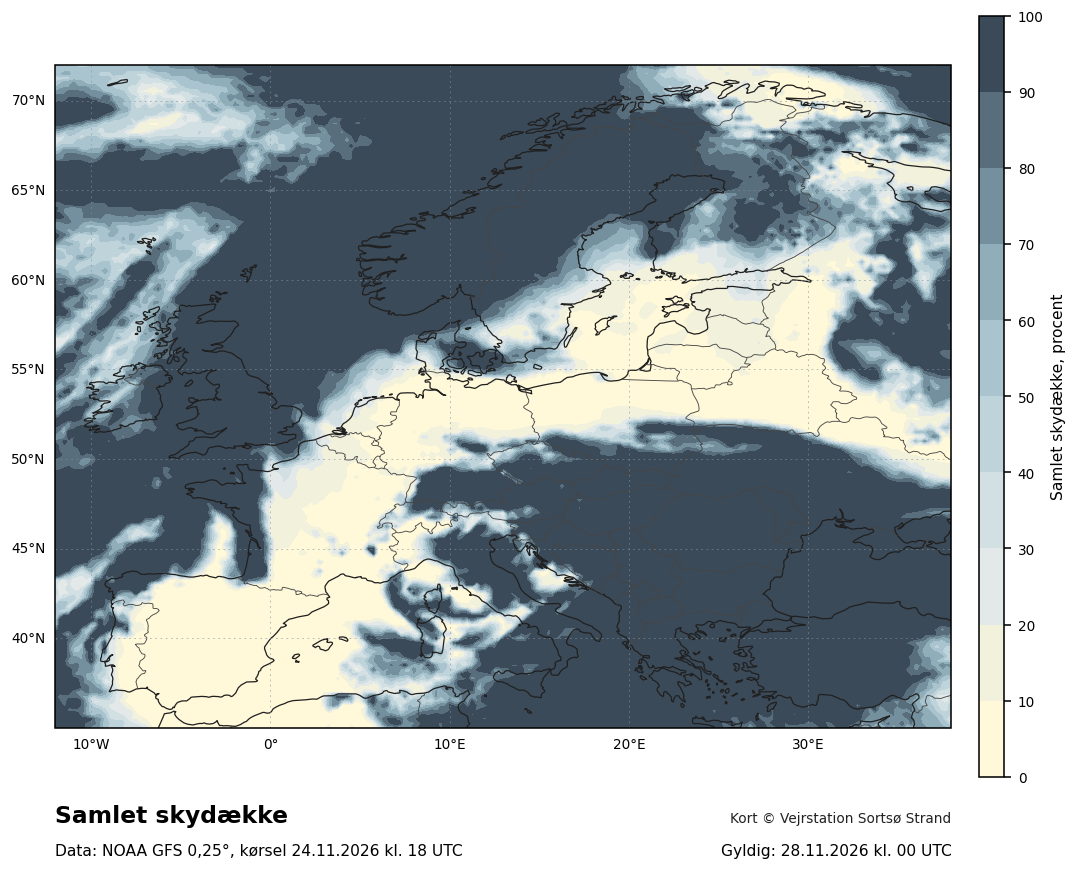 100
90
80
70
60
50
40
30
20
10
0
Samlet skydække, procent
70°N
65°N
60°N
55°N
50°N
45°N
40°N
10°W
0°
10°E
20°E
30°E
Samlet skydække
Kort © Vejrstation Sortsø Strand
Data: NOAA GFS 0,25°, kørsel 24.11.2026 kl. 18 UTC
Gyldig: 28.11.2026 kl. 00 UTC